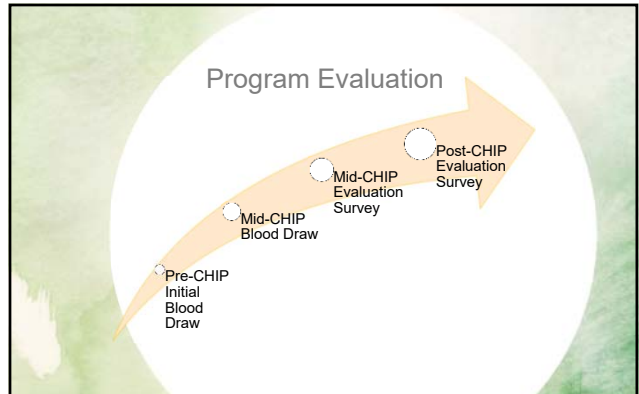 Program Evaluation
Pre-CHIP
Initial
Blood
Draw
Mid-CHIP
Blood Draw
Mid-CHIP
Evaluation
Survey
Post-CHIP
Evaluation
Survey